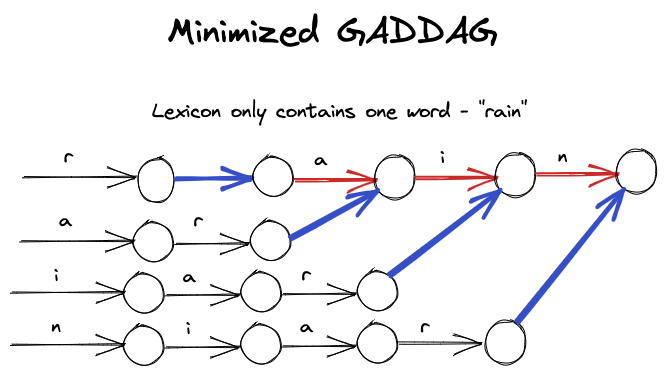 Minimized GADDAG
Lexicon only contains one word - "rain"
r a i n
a r
i a r
n i a r